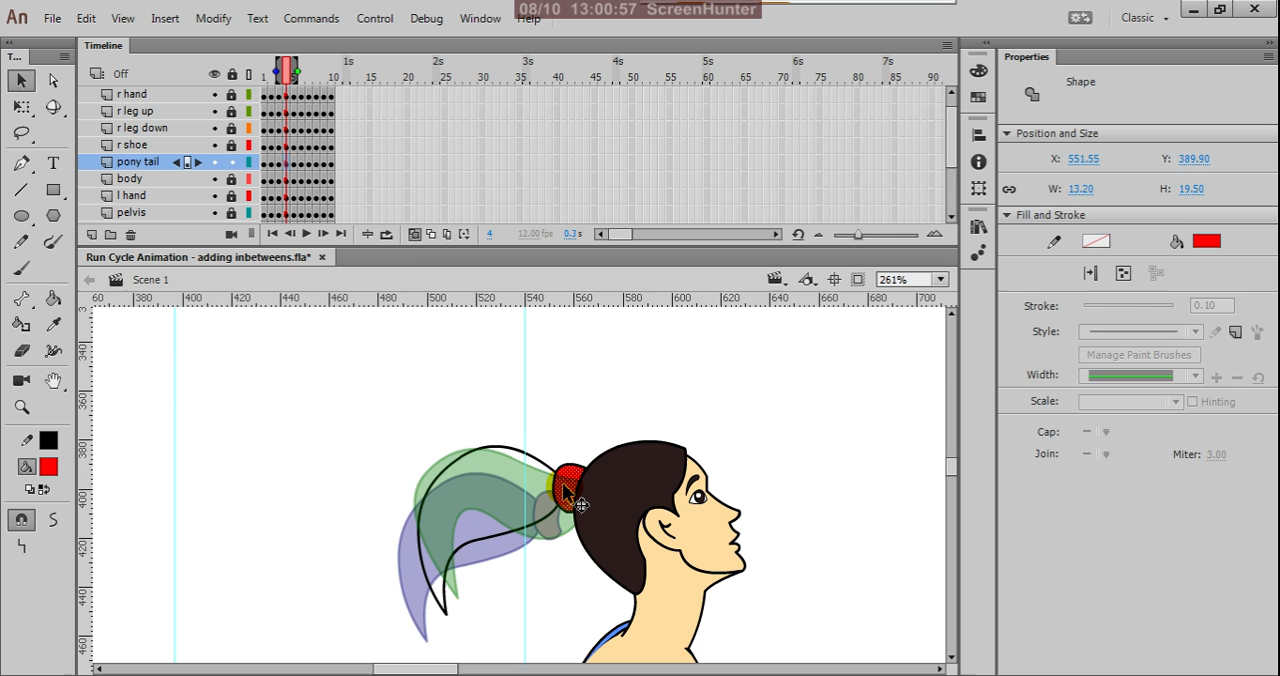 08/10 13:00:57 ScreenHunter
An File Edit View Insert Modify Text Commands Control Debug Window Help Classic
T... Timeline Properties
Off 1s 2s 3s 4s 5s 6s 7s
1 5 10 15 20 25 30 35 40 45 50 55 60 65 70 75 80 85 90
Shape
r hand
r leg up
r leg down
r shoe
pony tail
body
l hand
pelvis
Position and Size
X: 551.55 Y: 389.90
W: 13.20 H: 19.50
Fill and Stroke
4 12.00 fps 0.3 s
Run Cycle Animation - adding inbetweens.fla*
Scene 1 261%
60 380 400 420 440 460 480 500 520 540 560 580 600 620 640 660 680 700
340
360
380
400
420
440
460
Stroke: 0.10
Style:
Manage Paint Brushes
Width:
Scale: Hinting
Cap:
Join: Miter: 3.00